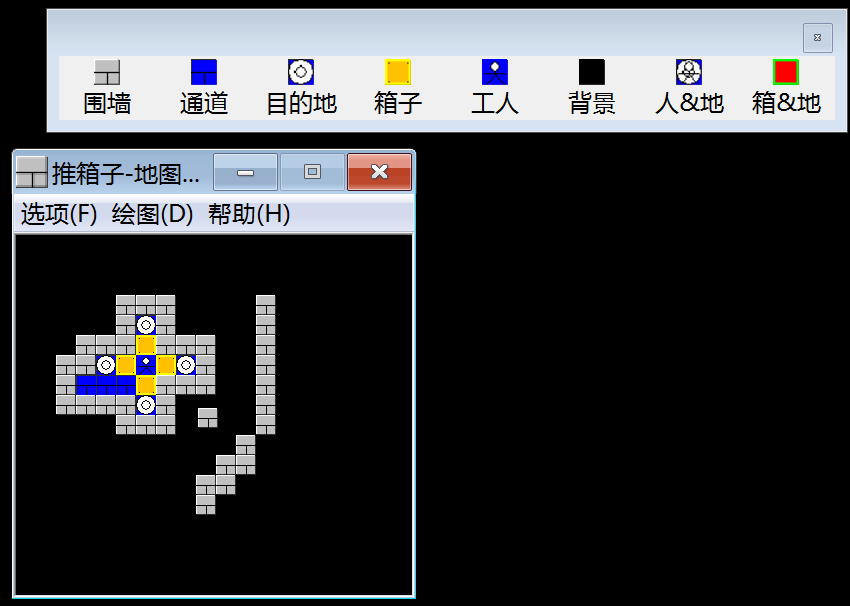 围墙 通道 目的地 箱子 工人 背景 人&地 箱&地
推箱子-地图...
选项(F) 绘图(D) 帮助(H)